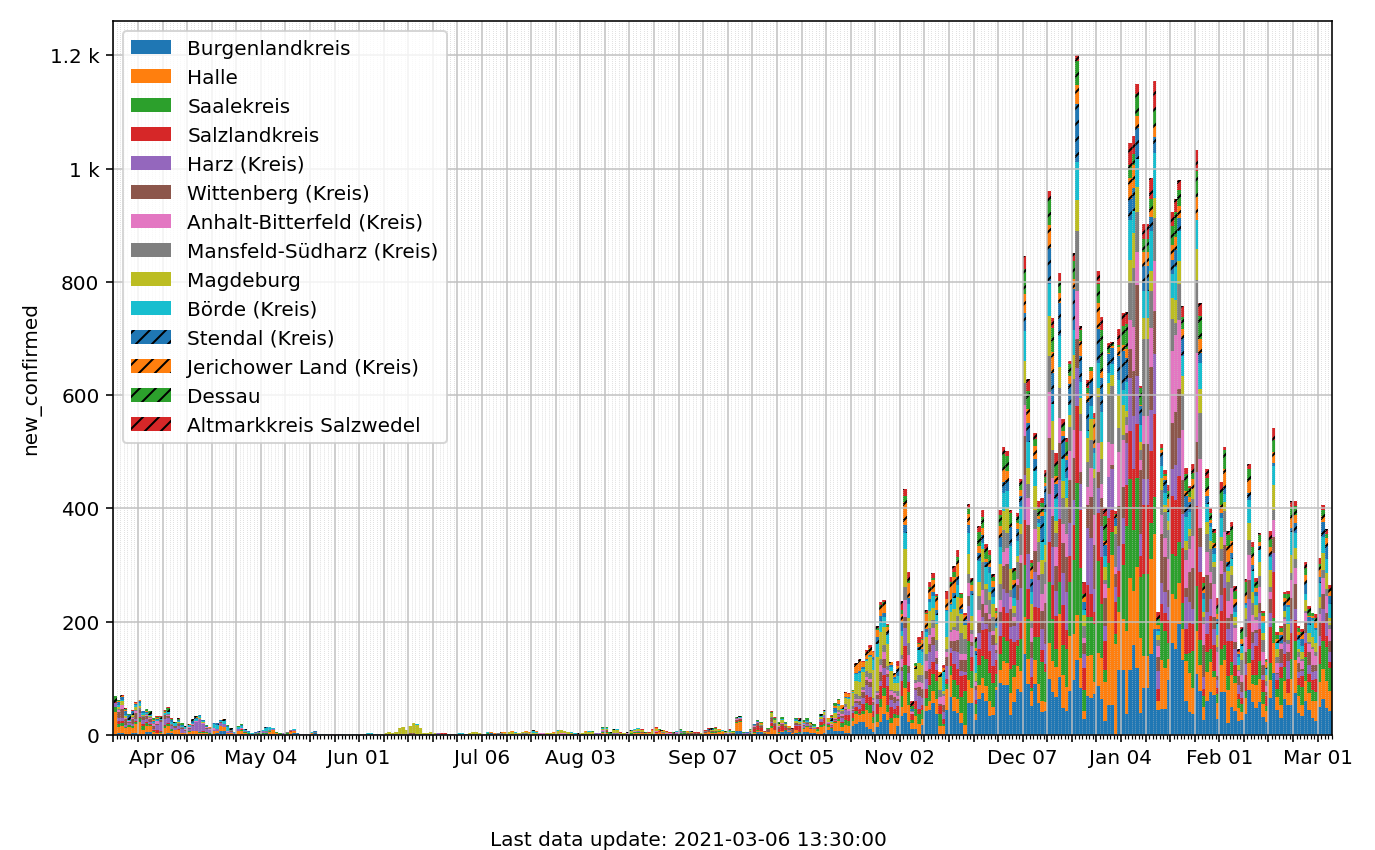 1.2 k
1 k
800
600
400
200
0
new_confirmed
Burgenlandkreis
Halle
Saalekreis
Salzlandkreis
Harz (Kreis)
Wittenberg (Kreis)
Anhalt-Bitterfeld (Kreis)
Mansfeld-Südharz (Kreis)
Magdeburg
Börde (Kreis)
Stendal (Kreis)
Jerichower Land (Kreis)
Dessau
Altmarkkreis Salzwedel
Apr 06 May 04 Jun 01 Jul 06 Aug 03 Sep 07 Oct 05 Nov 02 Dec 07 Jan 04 Feb 01 Mar 01
Last data update: 2021-03-06 13:30:00